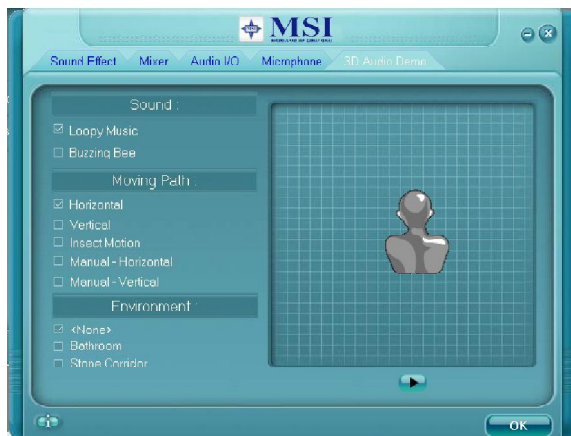 MSI
Sound Effect Mixer Audio I/O Microphone 3D Audio Demo
Sound :
Loopy Music
Buzzing Bee
Moving Path :
Horizontal
Vertical
Insect Motion
Manual - Horizontal
Manual - Vertical
Environment :
<None>
Bathroom
Stone Corridor
OK